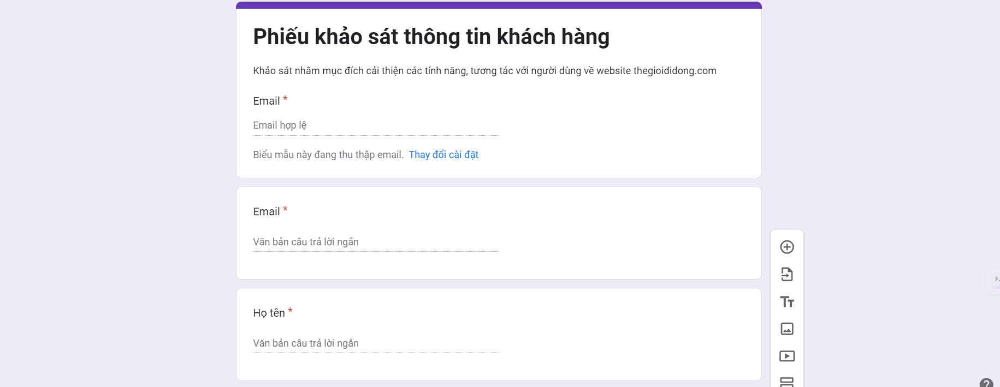 Phiếu khảo sát thông tin khách hàng
Khảo sát nhằm mục đích cải thiện các tính năng, tương tác với người dùng về website thegioididong.com
Email *
Email hợp lệ
Biểu mẫu này đang thu thập email. Thay đổi cài đặt
Email *
Văn bản câu trả lời ngắn
Họ tên *
Văn bản câu trả lời ngắn